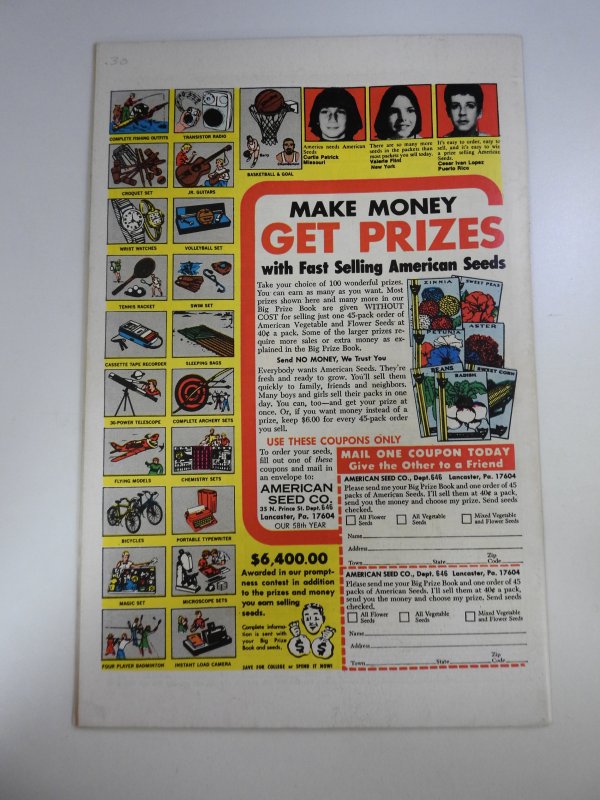 .30
COMPLETE FISHING OUTFITS
TRANSISTOR RADIO
CROQUET SET
JR. GUITARS
WRIST WATCHES
VOLLEYBALL SET
TENNIS RACKET
SWIM SET
CASSETTE TAPE RECORDER
SLEEPING BAGS
30-POWER TELESCOPE
COMPLETE ARCHERY SETS
FLYING MODELS
CHEMISTRY SETS
BICYCLES
PORTABLE TYPEWRITER
MAGIC SET
MICROSCOPE SETS
FOUR PLAYER BADMINTON
INSTANT LOAD CAMERA
BASKETBALL & GOAL
America needs American
Seeds
Curtis Patrick
Missouri
There are so many more
seeds in the packets than
most packets you sell today.
Valerie Flint
New York
It's easy to order, easy to
sell, and it's easy to win
a prize selling American
Seeds.
Cesar Ivan Lopez
Puerto Rico
MAKE MONEY
GET PRIZES
with Fast Selling American Seeds
Take your choice of 100 wonderful prizes.
You can earn as many as you want. Most
prizes shown here and many more in our
Big Prize Book are given WITHOUT
COST for selling just one 45-pack order of
American Vegetable and Flower Seeds at
40¢ a pack. Some of the larger prizes re-
quire more sales or extra money as ex-
plained in the Big Prize Book.
Send NO MONEY, We Trust You
Everybody wants American Seeds. They're
fresh and ready to grow. You'll sell them
quickly to family, friends and neighbors.
Many boys and girls sell their packs in one
day. You, can, too—and get your prize at
once. Or, if you want money instead of a
prize, keep $6.00 for every 45-pack order
you sell.
ZINNIA
SWEET PEAS
PETUNIA
ASTER
BEANS
RADISH
SWEET CORN
USE THESE COUPONS ONLY
To order your seeds,
fill out one of these
coupons and mail in
an envelope to:
AMERICAN
SEED CO.
35 N. Prince St. Dept. 646
Lancaster, Pa. 17604
OUR 58th YEAR
$6,400.00
Awarded in our prompt-
ness contest in addition
to the prizes and money
you earn selling
seeds.
Complete informa-
tion is sent with
your Big Prize
Book and seeds.
$ $
SAVE FOR COLLEGE or SPEND IT NOW!
MAIL ONE COUPON TODAY
Give the Other to a Friend
AMERICAN SEED CO., Dept. 646 Lancaster, Pa. 17604
Please send me your Big Prize Book and one order of 45
packs of American Seeds. I'll sell them at 40¢ a pack,
send you the money and choose my prize. Send seeds
checked.
All Flower
Seeds
All Vegetable
Seeds
Mixed Vegetable
and Flower Seeds
Name
Address
Town State Zip Code
AMERICAN SEED CO., Dept. 646 Lancaster, Pa. 17604
Please send me your Big Prize Book and one order of 45
packs of American Seeds. I'll sell them at 40¢ a pack,
send you the money and choose my prize. Send seeds
checked.
All Flower
Seeds
All Vegetable
Seeds
Mixed Vegetable
and Flower Seeds
Name
Address
Town State Zip Code